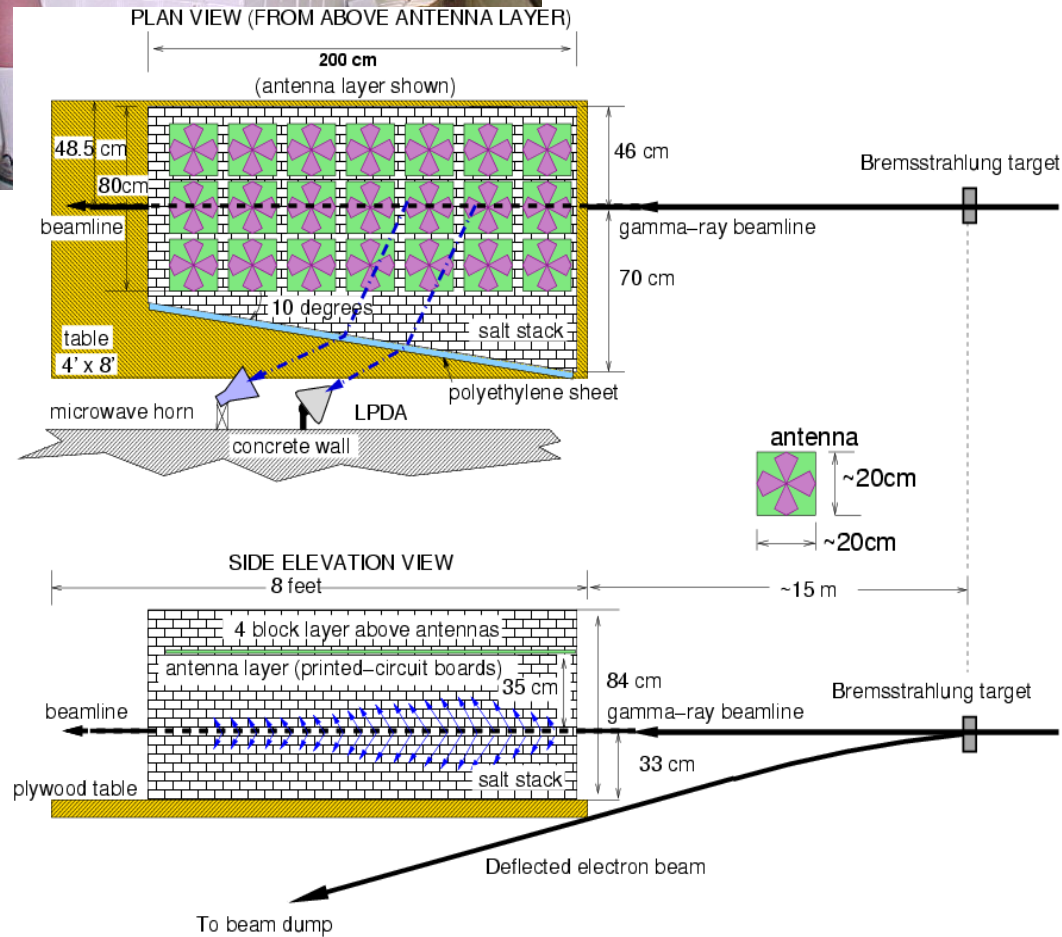 PLAN VIEW (FROM ABOVE ANTENNA LAYER)
200 cm
(antenna layer shown)
48.5 cm
80cm
46 cm
Bremsstrahlung target
beamline
gamma−ray beamline
70 cm
10 degrees
salt stack
table
4' x 8'
polyethylene sheet
microwave horn
LPDA
concrete wall
antenna
~20cm
~20cm
SIDE ELEVATION VIEW
8 feet
~15 m
4 block layer above antennas
antenna layer (printed−circuit boards)
35 cm
84 cm
Bremsstrahlung target
beamline
gamma−ray beamline
33 cm
salt stack
plywood table
Deflected electron beam
To beam dump